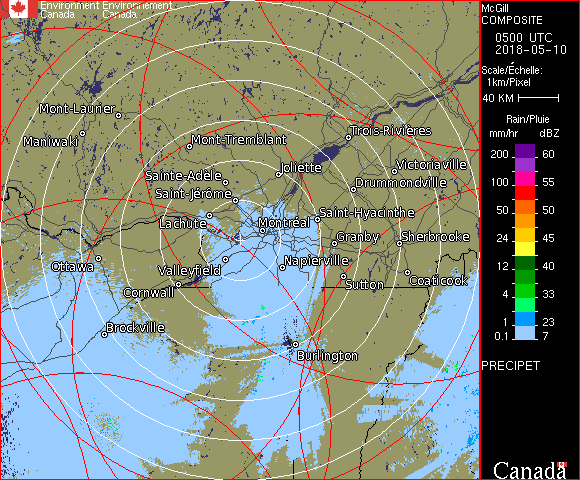 Environment Environnement
Canada Canada
McGill
COMPOSITE
0500 UTC
2018-05-10
Scale/Échelle:
1km/Pixel
40 KM
Rain/Pluie
mm/hr dBZ
200 60
100 55
50 50
24 45
12 40
4 33
1 23
0.1 7
PRECIPET
Canada
Mont-Laurier
Maniwaki
Mont-Tremblant
Trois-Rivières
Joliette
Victoriaville
Sainte-Adèle
Drummondville
Saint-Jérôme
Saint-Hyacinthe
Lachute
Montréal
Granby
Sherbrooke
Ottawa
Valleyfield
Napierville
Cornwall
Sutton
Coaticook
Brockville
Burlington